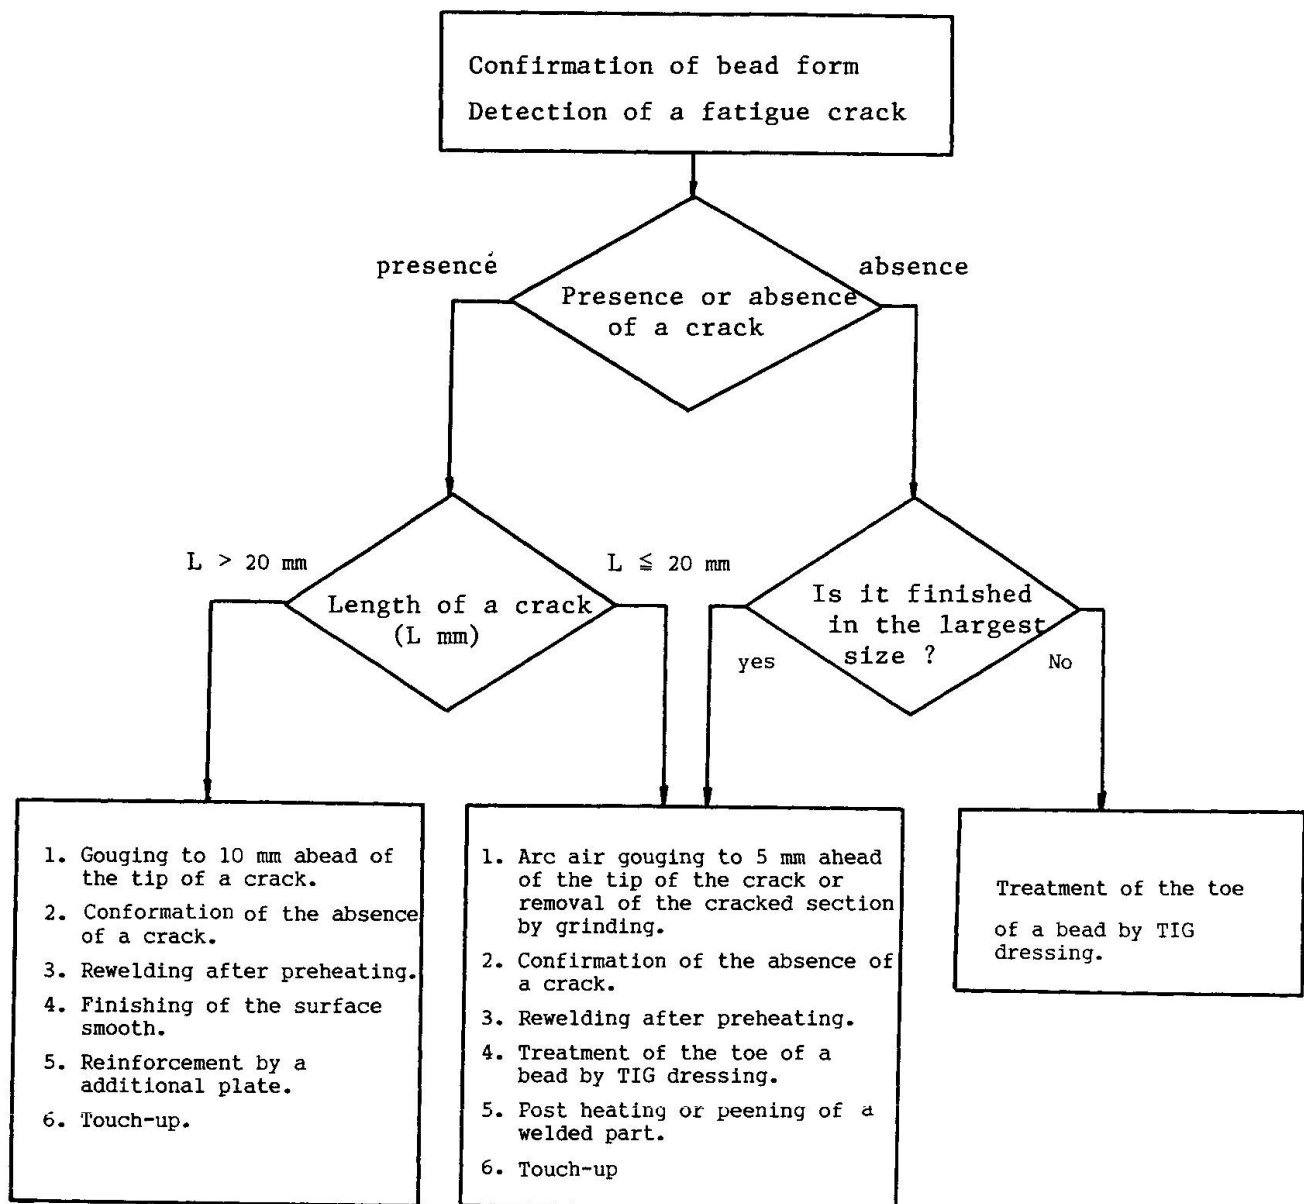 Confirmation of bead form
Detection of a fatigue crack
presence
absence
Presence or absence
of a crack
L > 20 mm
L ≦ 20 mm
Length of a crack
(L mm)
Is it finished
in the largest
size ?
yes
No
1. Gouging to 10 mm abead of
the tip of a crack.
2. Conformation of the absence
of a crack.
3. Rewelding after preheating.
4. Finishing of the surface
smooth.
5. Reinforcement by a
additional plate.
6. Touch-up.
1. Arc air gouging to 5 mm ahead
of the tip of the crack or
removal of the cracked section
by grinding.
2. Confirmation of the absence of
a crack.
3. Rewelding after preheating.
4. Treatment of the toe of a
bead by TIG dressing.
5. Post heating or peening of a
welded part.
6. Touch-up
Treatment of the toe
of a bead by TIG
dressing.